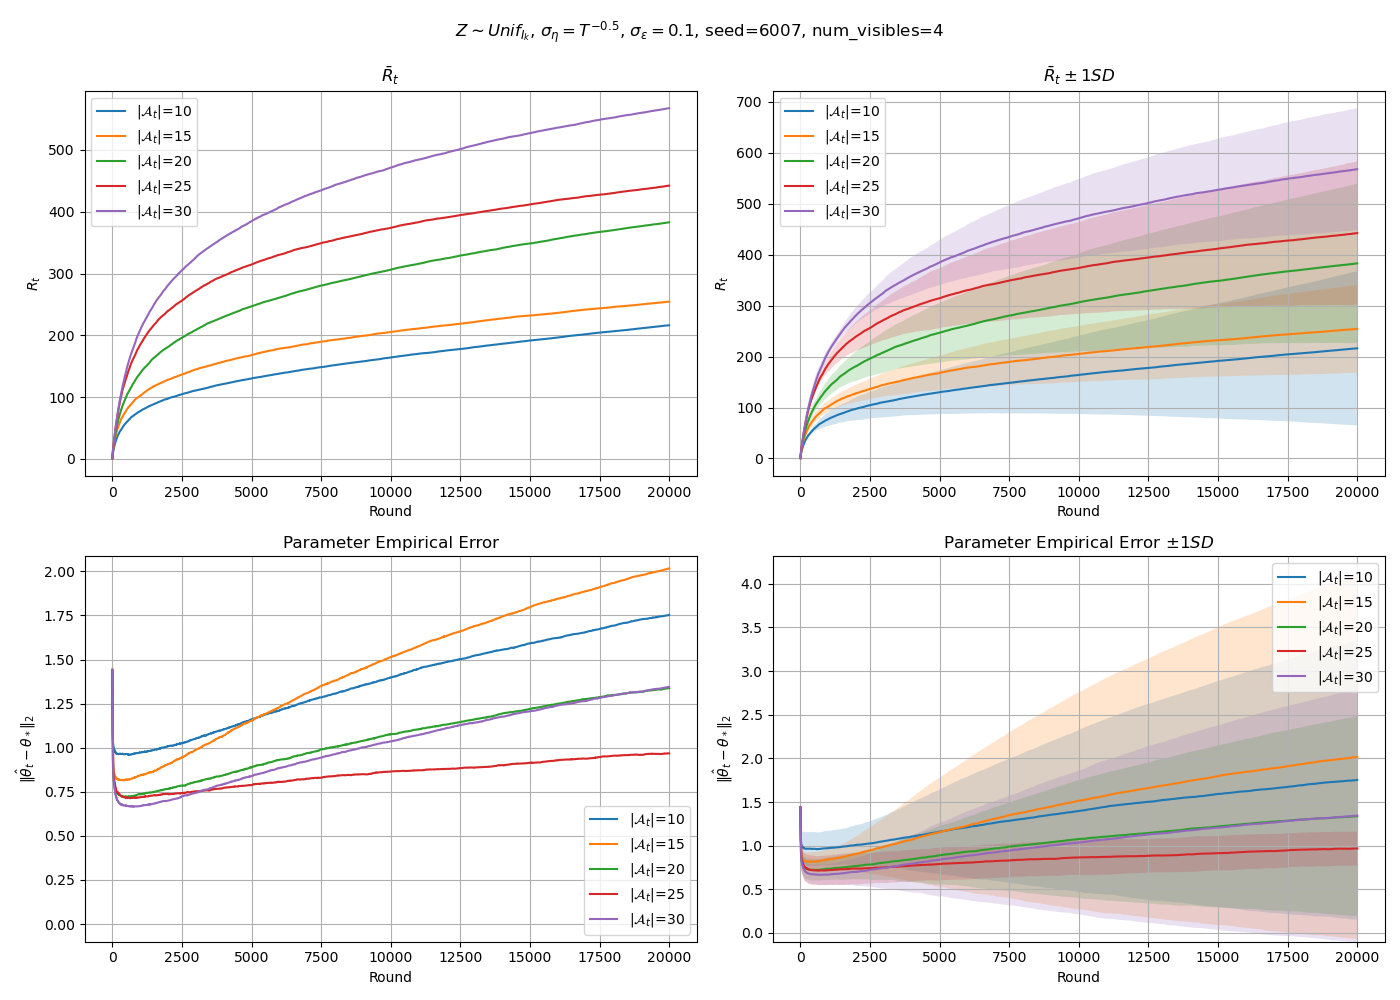 Z ∼ Unif_{I_k}, σ_η = T^{−0.5}, σ_ε = 0.1, seed=6007, num_visibles=4
R̄_t
R_t
500
400
300
200
100
0
0 2500 5000 7500 10000 12500 15000 17500 20000
Round
|𝒜_t|=10
|𝒜_t|=15
|𝒜_t|=20
|𝒜_t|=25
|𝒜_t|=30
R̄_t ± 1SD
R_t
700
600
500
400
300
200
100
0
0 2500 5000 7500 10000 12500 15000 17500 20000
Round
|𝒜_t|=10
|𝒜_t|=15
|𝒜_t|=20
|𝒜_t|=25
|𝒜_t|=30
Parameter Empirical Error
‖θ̂_t − θ_*‖_2
2.00
1.75
1.50
1.25
1.00
0.75
0.50
0.25
0.00
0 2500 5000 7500 10000 12500 15000 17500 20000
Round
|𝒜_t|=10
|𝒜_t|=15
|𝒜_t|=20
|𝒜_t|=25
|𝒜_t|=30
Parameter Empirical Error ±1SD
‖θ̂_t − θ_*‖_2
4.0
3.5
3.0
2.5
2.0
1.5
1.0
0.5
0.0
0 2500 5000 7500 10000 12500 15000 17500 20000
Round
|𝒜_t|=10
|𝒜_t|=15
|𝒜_t|=20
|𝒜_t|=25
|𝒜_t|=30